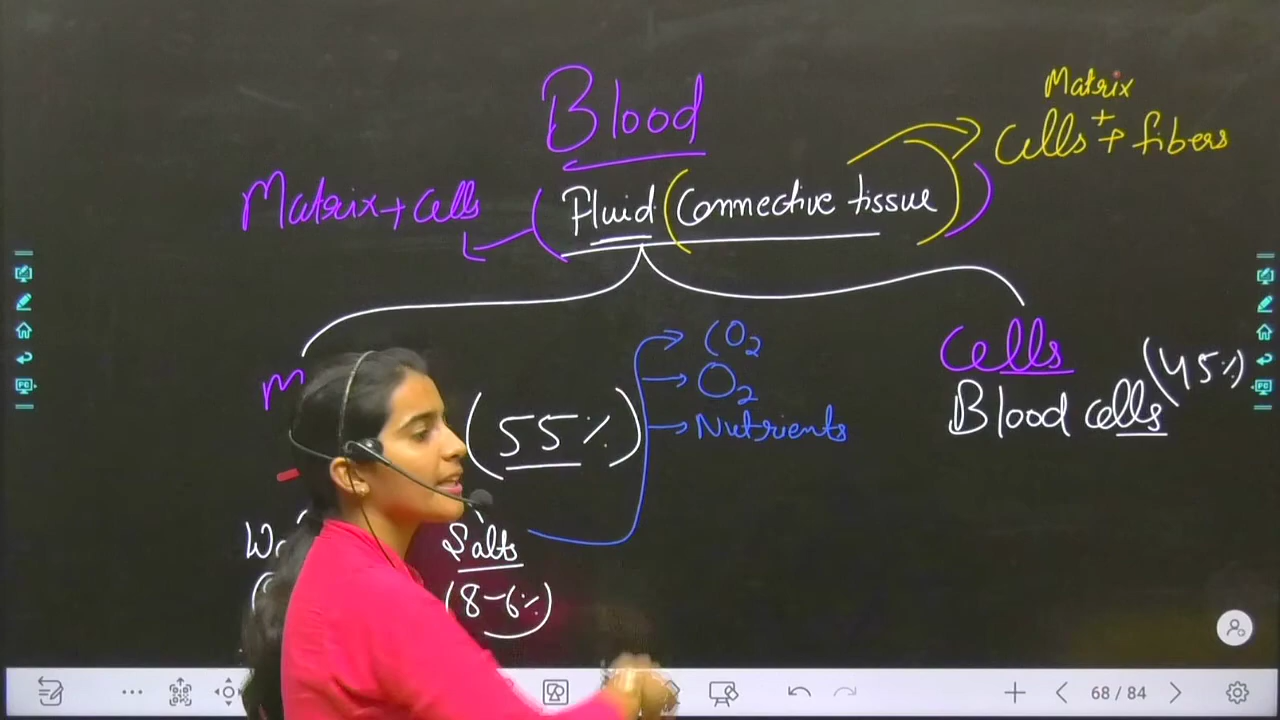 Blood
Matrix
Cells + fibers
Matrix + Cells
(Fluid (Connective tissue))
M
(55%)
CO2
O2
Nutrients
Cells
Blood cells (45%)
Salts
(8-6%)
68 / 84